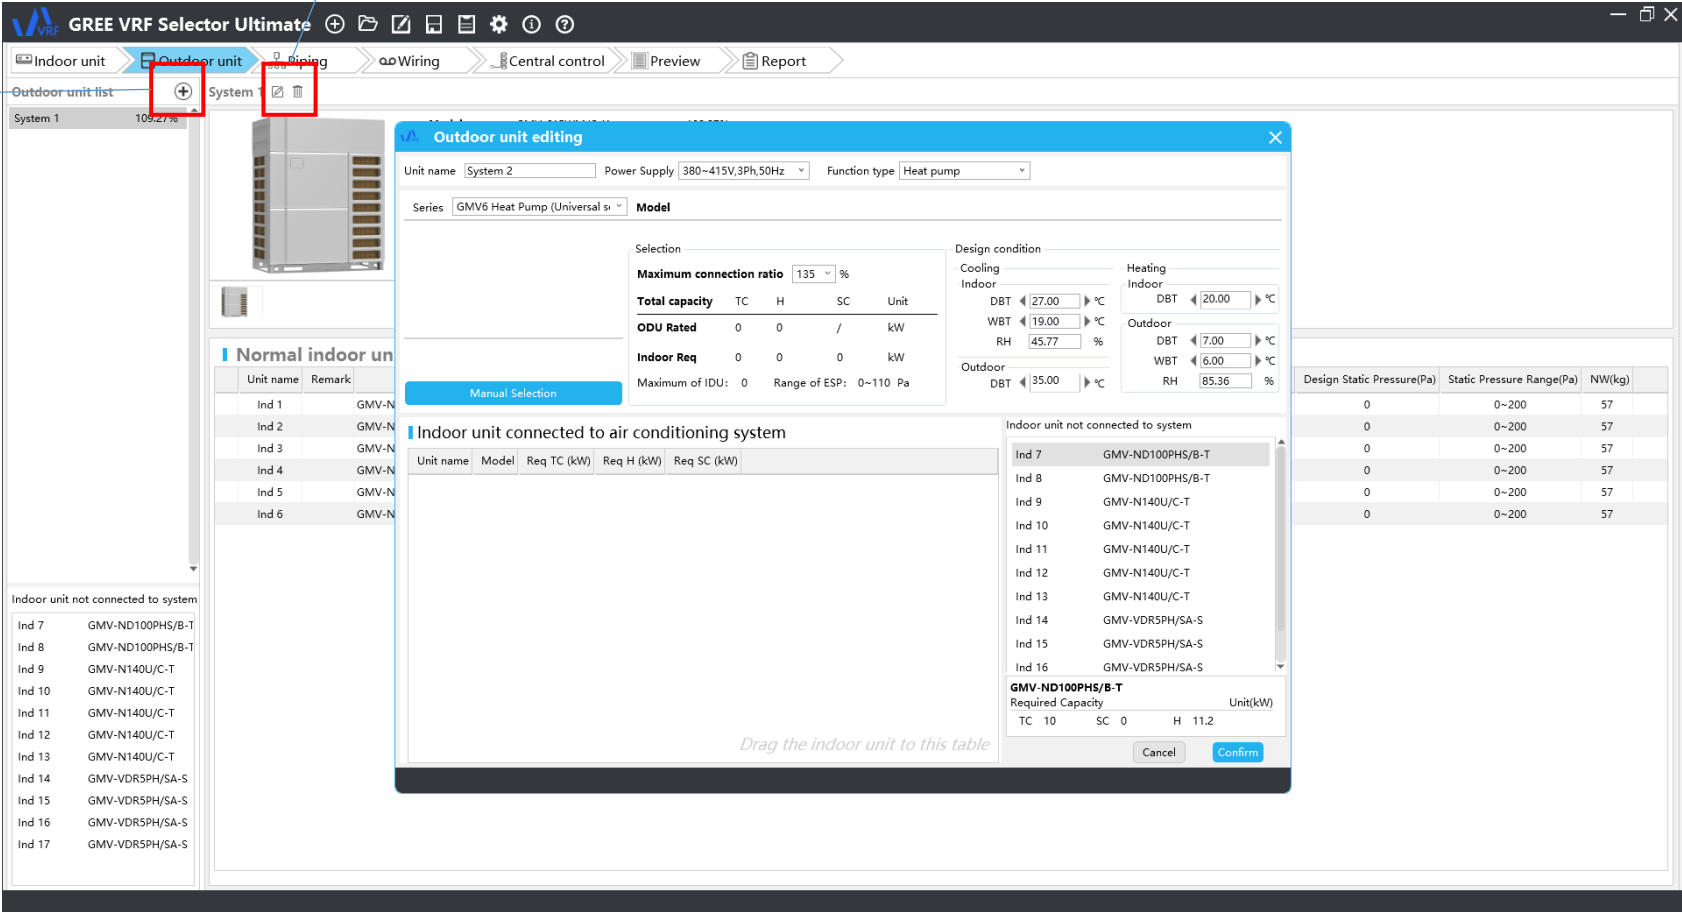 VRF GREE VRF Selector Ultimate
Indoor unit Outdoor unit Piping Wiring Central control Preview Report
Outdoor unit list System 1
System 1 109.27%
Outdoor unit editing
Unit name System 2 Power Supply 380~415V,3Ph,50Hz Function type Heat pump
Series GMV6 Heat Pump (Universal s Model
Selection
Maximum connection ratio 135 %
Total capacity TC H SC Unit
ODU Rated 0 0 / kW
Indoor Req 0 0 0 kW
Maximum of IDU: 0 Range of ESP: 0~110 Pa
Manual Selection
Design condition
Cooling
Indoor
DBT 27.00 °C
WBT 19.00 °C
RH 45.77 %
Outdoor
DBT 35.00 °C
Heating
Indoor
DBT 20.00 °C
Outdoor
DBT 7.00 °C
WBT 6.00 °C
RH 85.36 %
Indoor unit connected to air conditioning system
Unit name Model Req TC (kW) Req H (kW) Req SC (kW)
Drag the indoor unit to this table
Indoor unit not connected to system
Ind 7 GMV-ND100PHS/B-T
Ind 8 GMV-ND100PHS/B-T
Ind 9 GMV-N140U/C-T
Ind 10 GMV-N140U/C-T
Ind 11 GMV-N140U/C-T
Ind 12 GMV-N140U/C-T
Ind 13 GMV-N140U/C-T
Ind 14 GMV-VDR5PH/SA-S
Ind 15 GMV-VDR5PH/SA-S
Ind 16 GMV-VDR5PH/SA-S
GMV-ND100PHS/B-T
Required Capacity Unit(kW)
TC 10 SC 0 H 11.2
Cancel Confirm
Normal indoor un
Unit name Remark Design Static Pressure(Pa) Static Pressure Range(Pa) NW(kg)
Ind 1 GMV-N 0 0~200 57
Ind 2 GMV-N 0 0~200 57
Ind 3 GMV-N 0 0~200 57
Ind 4 GMV-N 0 0~200 57
Ind 5 GMV-N 0 0~200 57
Ind 6 GMV-N 0 0~200 57
Indoor unit not connected to system
Ind 7 GMV-ND100PHS/B-T
Ind 8 GMV-ND100PHS/B-T
Ind 9 GMV-N140U/C-T
Ind 10 GMV-N140U/C-T
Ind 11 GMV-N140U/C-T
Ind 12 GMV-N140U/C-T
Ind 13 GMV-N140U/C-T
Ind 14 GMV-VDR5PH/SA-S
Ind 15 GMV-VDR5PH/SA-S
Ind 16 GMV-VDR5PH/SA-S
Ind 17 GMV-VDR5PH/SA-S